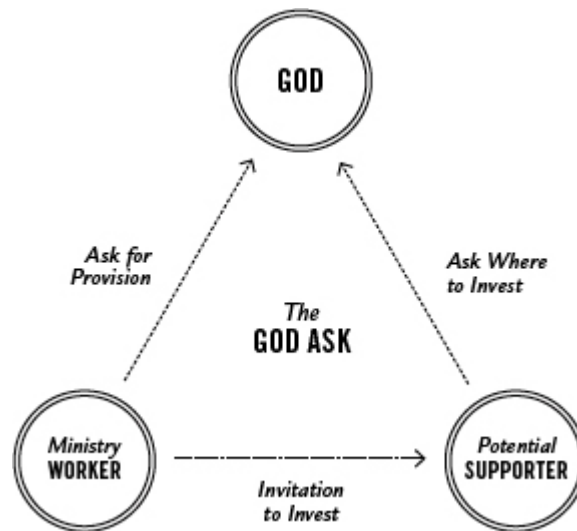 GOD
Ask for
Provision
Ask Where
to Invest
The
GOD ASK
Ministry
WORKER
Potential
SUPPORTER
Invitation
to Invest